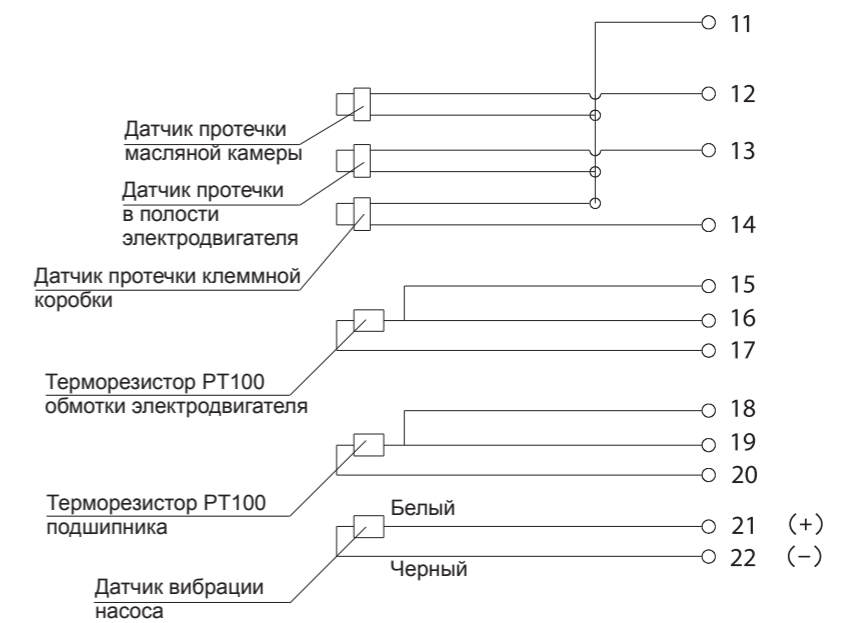 11
12
Датчик протечки
масляной камеры
13
Датчик протечки
в полости
электродвигателя
14
Датчик протечки клеммной
коробки
15
16
17
Терморезистор PT100
обмотки электродвигателя
18
19
20
Терморезистор PT100
подшипника
Белый
21 (+)
22 (−)
Черный
Датчик вибрации
насоса